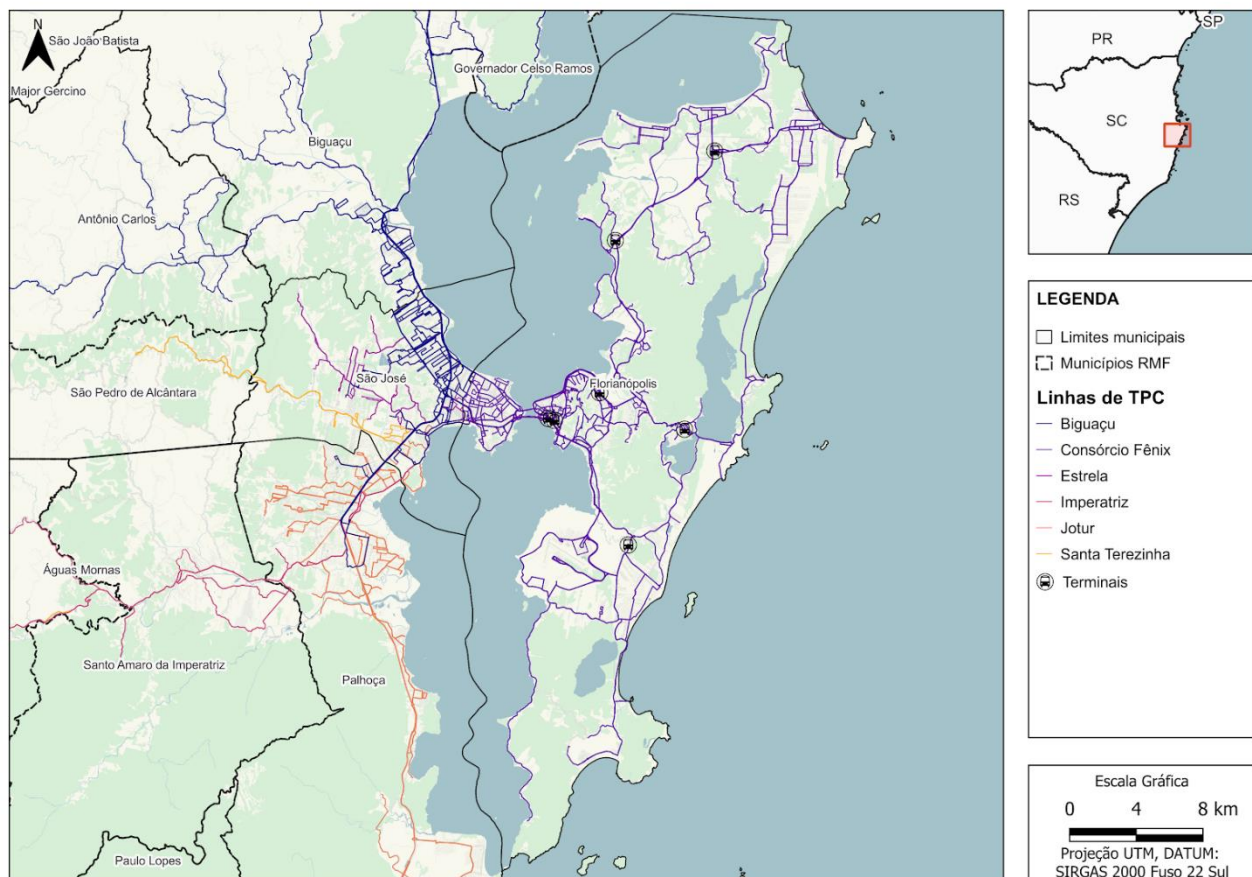 N
São João Batista
Major Gercino
Governador Celso Ramos
Biguaçu
Antônio Carlos
São José
Florianópolis
São Pedro de Alcântara
Águas Mornas
Santo Amaro da Imperatriz
Palhoça
Paulo Lopes
SP
PR
SC
RS
LEGENDA
Limites municipais
Municípios RMF
Linhas de TPC
Biguaçu
Consórcio Fênix
Estrela
Imperatriz
Jotur
Santa Terezinha
Terminais
Escala Gráfica
0 4 8 km
Projeção UTM, DATUM:
SIRGAS 2000 Fuso 22 Sul